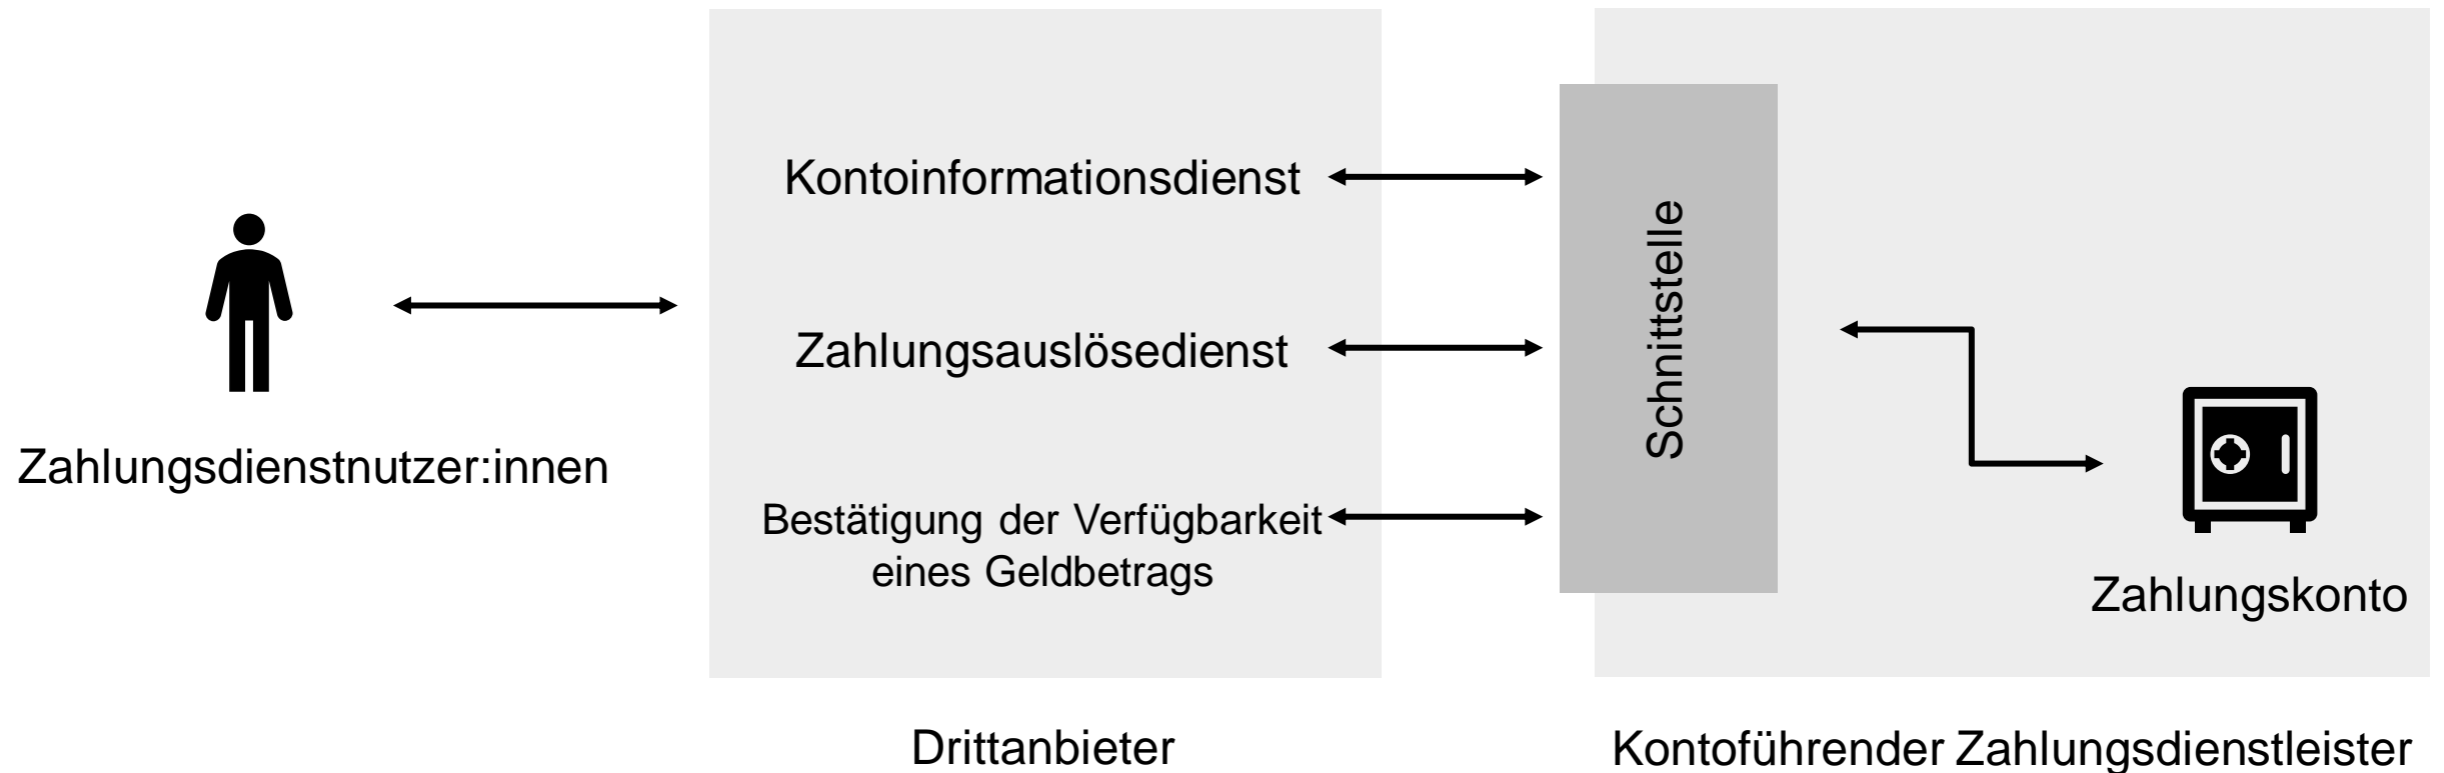 Kontoinformationsdienst
Zahlungsauslösedienst
Bestätigung der Verfügbarkeit
eines Geldbetrags
Schnittstelle
Zahlungsdienstnutzer:innen
Zahlungskonto
Drittanbieter
Kontoführender Zahlungsdienstleister